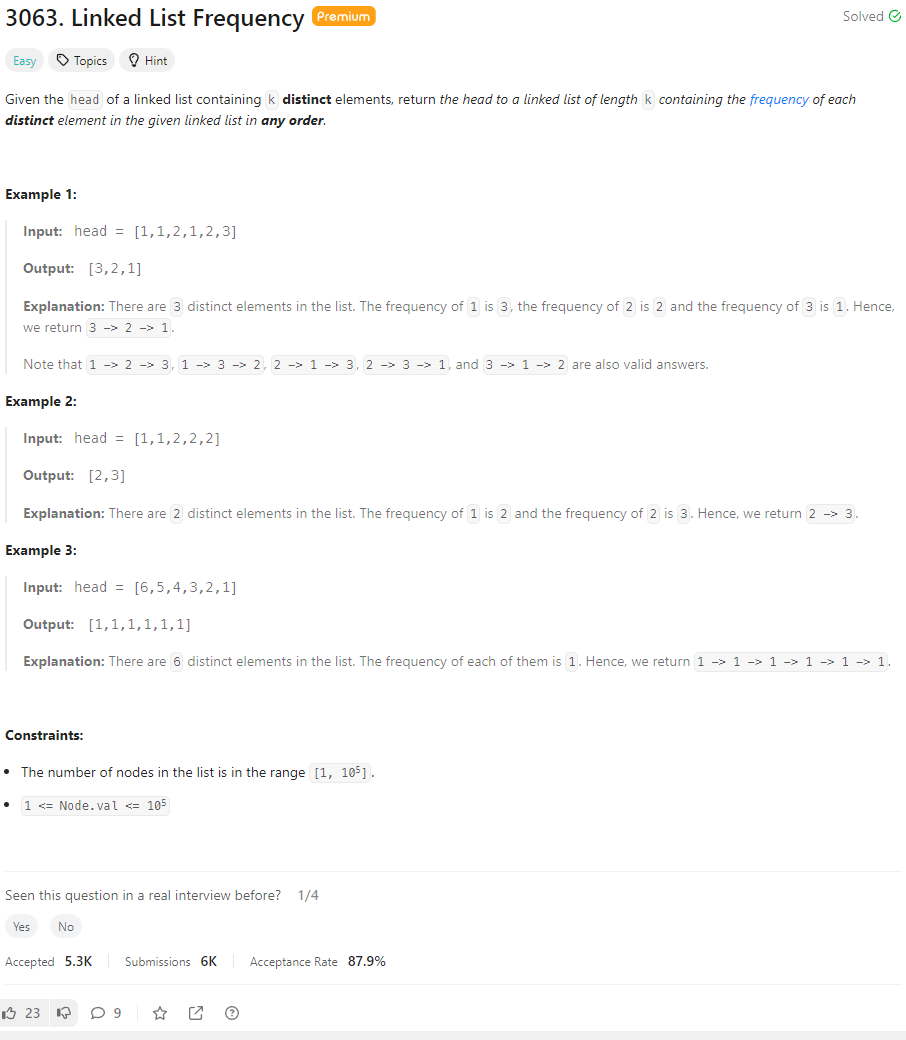 3063. Linked List Frequency Premium Solved
Easy Topics Hint
Given the head of a linked list containing k distinct elements, return the head to a linked list of length k containing the frequency of each
distinct element in the given linked list in any order.
Example 1:
Input: head = [1,1,2,1,2,3]
Output: [3,2,1]
Explanation: There are 3 distinct elements in the list. The frequency of 1 is 3, the frequency of 2 is 2 and the frequency of 3 is 1. Hence,
we return 3 -> 2 -> 1.
Note that 1 -> 2 -> 3, 1 -> 3 -> 2, 2 -> 1 -> 3, 2 -> 3 -> 1, and 3 -> 1 -> 2 are also valid answers.
Example 2:
Input: head = [1,1,2,2,2]
Output: [2,3]
Explanation: There are 2 distinct elements in the list. The frequency of 1 is 2 and the frequency of 2 is 3. Hence, we return 2 -> 3.
Example 3:
Input: head = [6,5,4,3,2,1]
Output: [1,1,1,1,1,1]
Explanation: There are 6 distinct elements in the list. The frequency of each of them is 1. Hence, we return 1 -> 1 -> 1 -> 1 -> 1 -> 1.
Constraints:
• The number of nodes in the list is in the range [1, 10⁵].
• 1 <= Node.val <= 10⁵
Seen this question in a real interview before? 1/4
Yes No
Accepted 5.3K Submissions 6K Acceptance Rate 87.9%
23 9